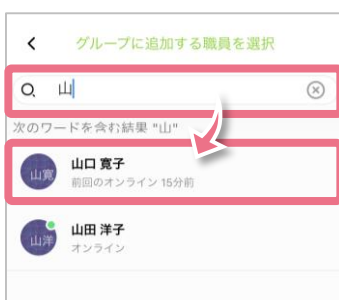 グループに追加する職員を選択
山
次のワードを含む結果 "山"
山寛
山口 寛子
前回のオンライン 15分前
山洋
山田 洋子
オンライン